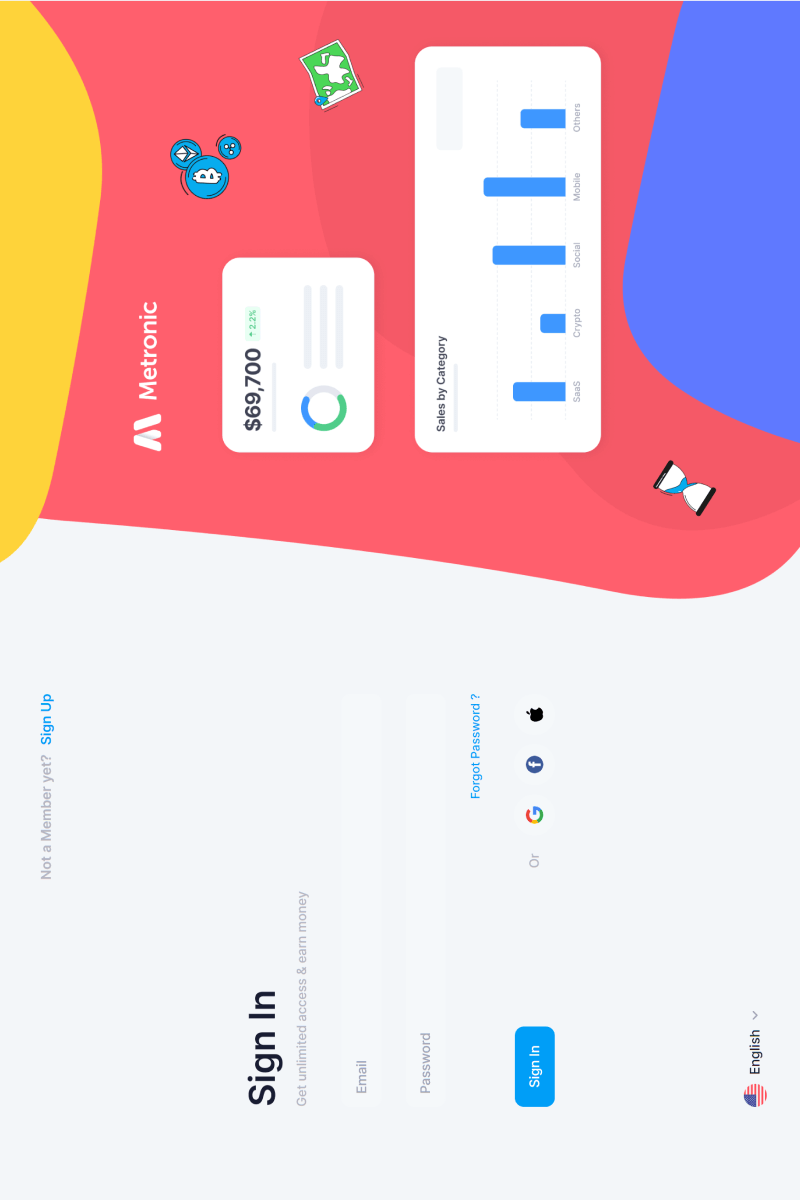 Not a Member yet? Sign Up
Sign In
Get unlimited access & earn money
Email
Password
Forgot Password ?
Sign In
Or
English
Metronic
$69,700
2.2%
Sales by Category
SaaS
Crypto
Social
Mobile
Others